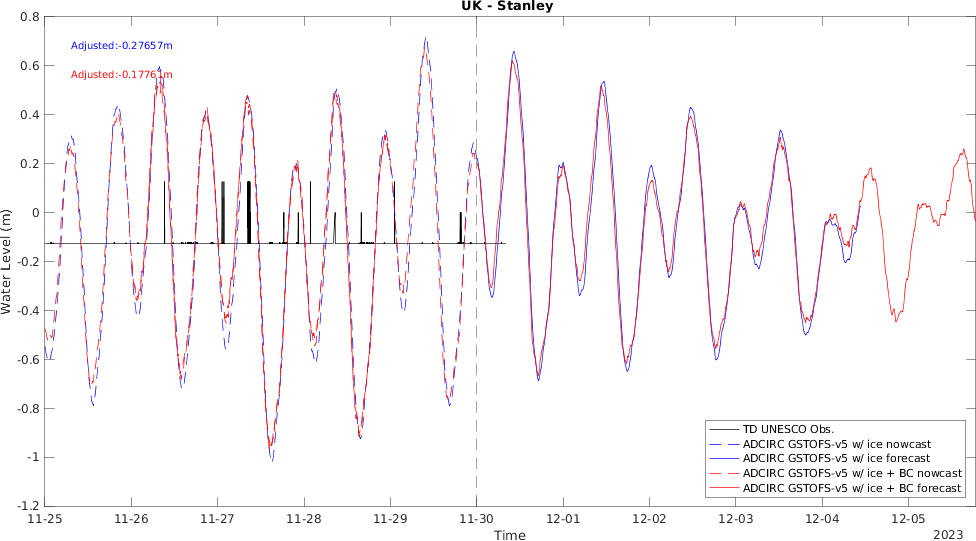 UK - Stanley
0.8
0.6
0.4
0.2
0
-0.2
-0.4
-0.6
-0.8
-1
-1.2
Water Level (m)
Adjusted:-0.27657m
Adjusted:-0.17761m
TD UNESCO Obs.
ADCIRC GSTOFS-v5 w/ ice nowcast
ADCIRC GSTOFS-v5 w/ ice forecast
ADCIRC GSTOFS-v5 w/ ice + BC nowcast
ADCIRC GSTOFS-v5 w/ ice + BC forecast
11-25 11-26 11-27 11-28 11-29 11-30 12-01 12-02 12-03 12-04 12-05
Time
2023